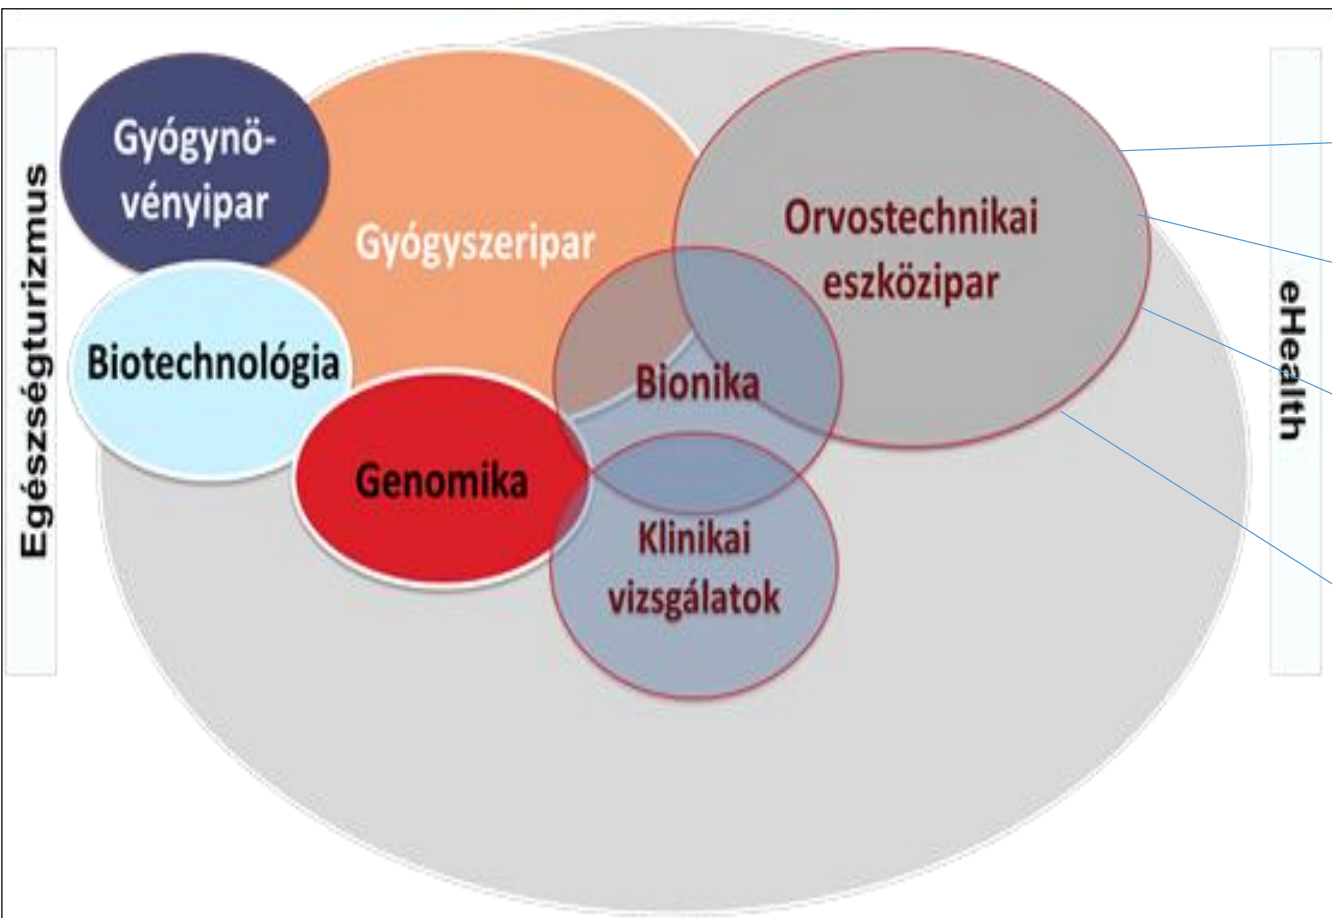 Egészségturizmus
Gyógynö-
vényipar
Gyógyszeripar
Orvostechnikai
eszközipar
Biotechnológia
Bionika
Genomika
Klinikai
vizsgálatok
eHealth